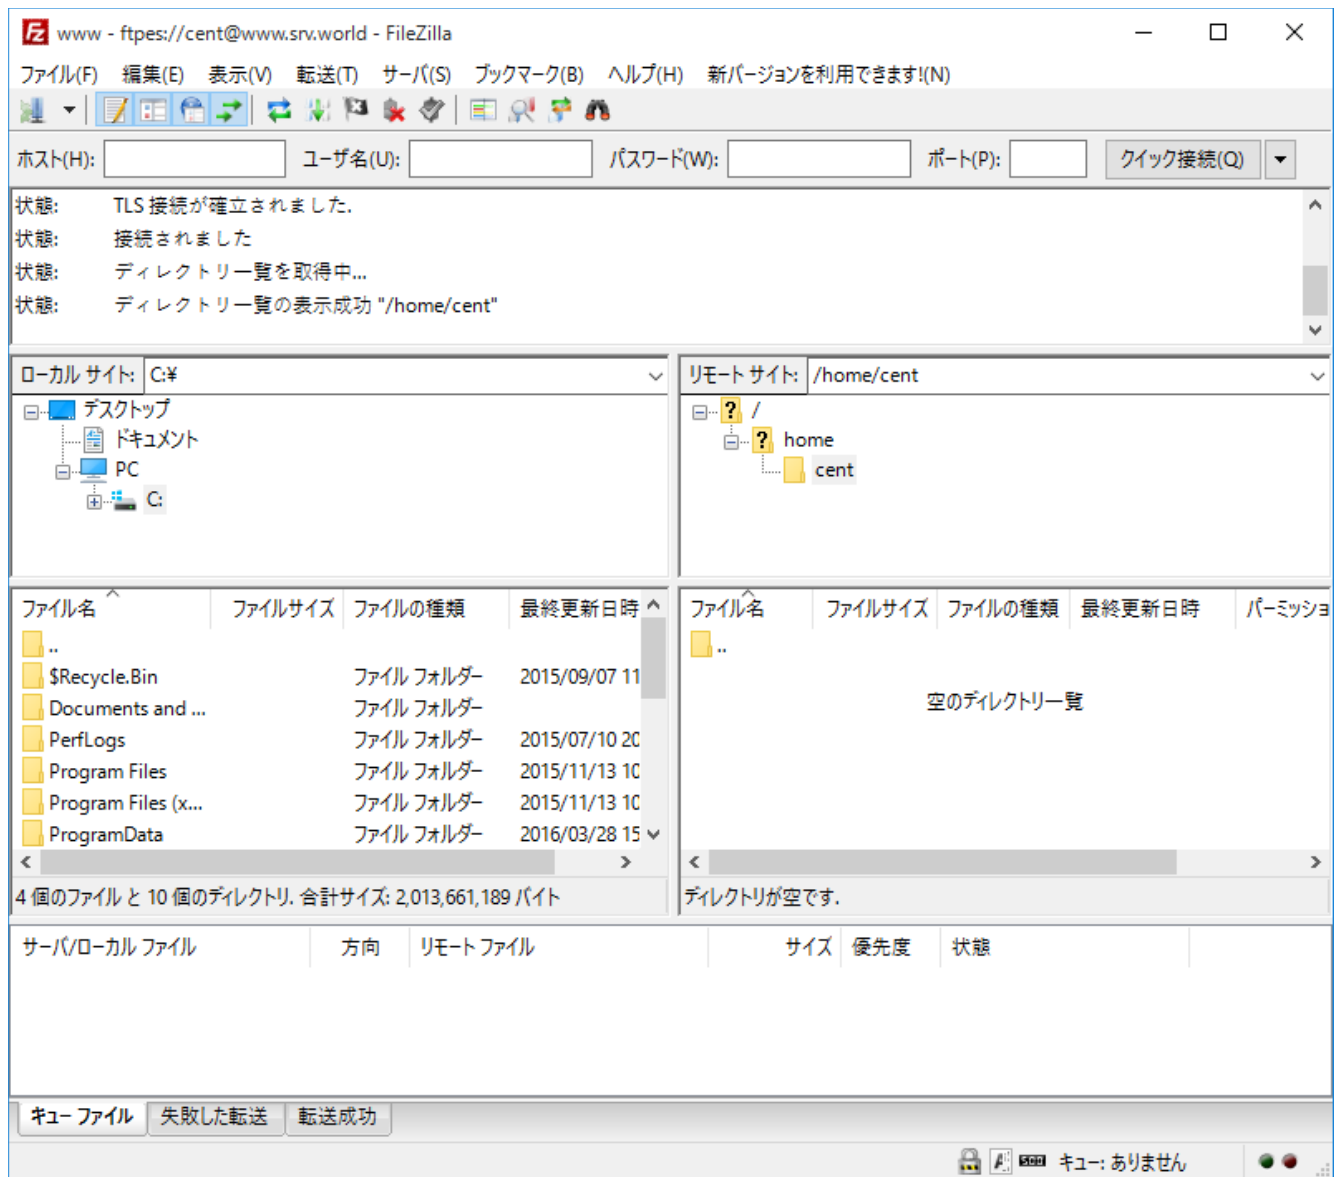 www - ftpes://cent@www.srv.world - FileZilla
ファイル(F) 編集(E) 表示(V) 転送(T) サーバ(S) ブックマーク(B) ヘルプ(H) 新バージョンを利用できます!(N)
ホスト(H): ユーザ名(U): パスワード(W): ポート(P): クイック接続(Q)
状態: TLS 接続が確立されました.
状態: 接続されました
状態: ディレクトリ一覧を取得中...
状態: ディレクトリ一覧の表示成功 "/home/cent"
ローカル サイト: C:¥
リモート サイト: /home/cent
デスクトップ
ドキュメント
PC
C:
/
home
cent
ファイル名 ファイルサイズ ファイルの種類 最終更新日時
..
$Recycle.Bin ファイル フォルダー 2015/09/07 11
Documents and ... ファイル フォルダー
PerfLogs ファイル フォルダー 2015/07/10 20
Program Files ファイル フォルダー 2015/11/13 10
Program Files (x... ファイル フォルダー 2015/11/13 10
ProgramData ファイル フォルダー 2016/03/28 15
4 個のファイル と 10 個のディレクトリ. 合計サイズ: 2,013,661,189 バイト
ファイル名 ファイルサイズ ファイルの種類 最終更新日時 パーミッショ
..
空のディレクトリ一覧
ディレクトリが空です.
サーバ/ローカル ファイル 方向 リモート ファイル サイズ 優先度 状態
キュー ファイル 失敗した転送 転送成功
キュー: ありません